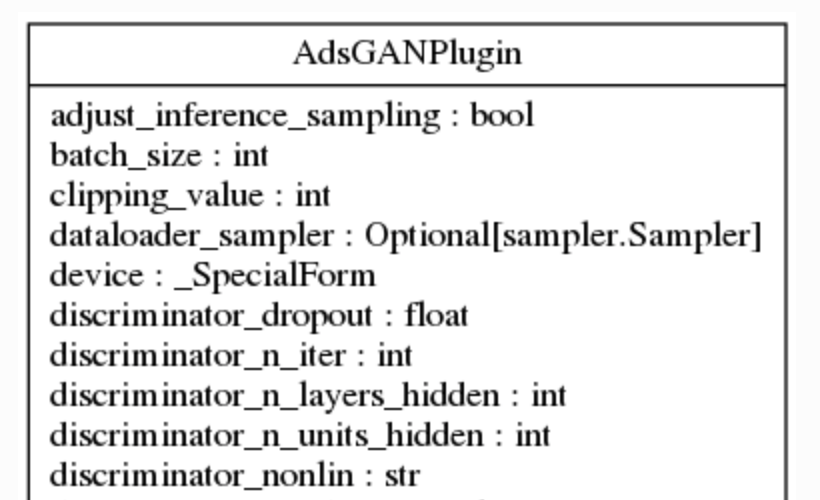 AdsGANPlugin
adjust_inference_sampling : bool
batch_size : int
clipping_value : int
dataloader_sampler : Optional[sampler.Sampler]
device : _SpecialForm
discriminator_dropout : float
discriminator_n_iter : int
discriminator_n_layers_hidden : int
discriminator_n_units_hidden : int
discriminator_nonlin : str